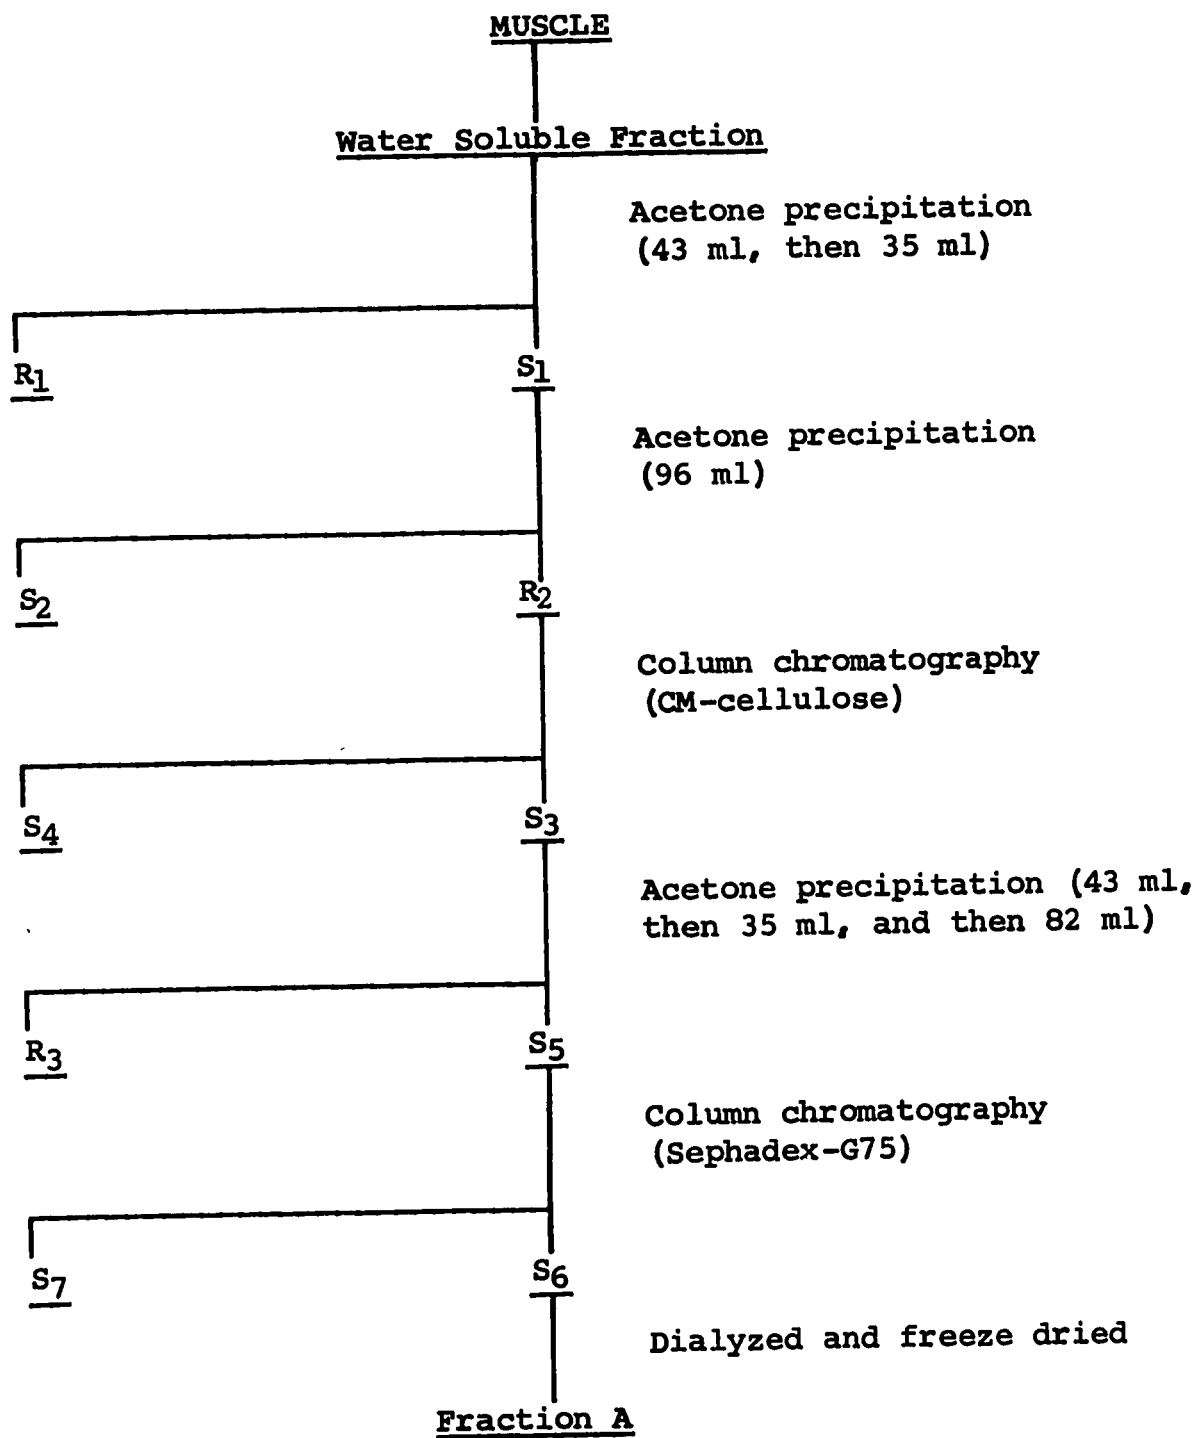 MUSCLE
Water Soluble Fraction
Acetone precipitation
(43 ml, then 35 ml)
R1
S1
Acetone precipitation
(96 ml)
S2
R2
Column chromatography
(CM-cellulose)
S4
S3
Acetone precipitation (43 ml,
then 35 ml, and then 82 ml)
R3
S5
Column chromatography
(Sephadex-G75)
S7
S6
Dialyzed and freeze dried
Fraction A